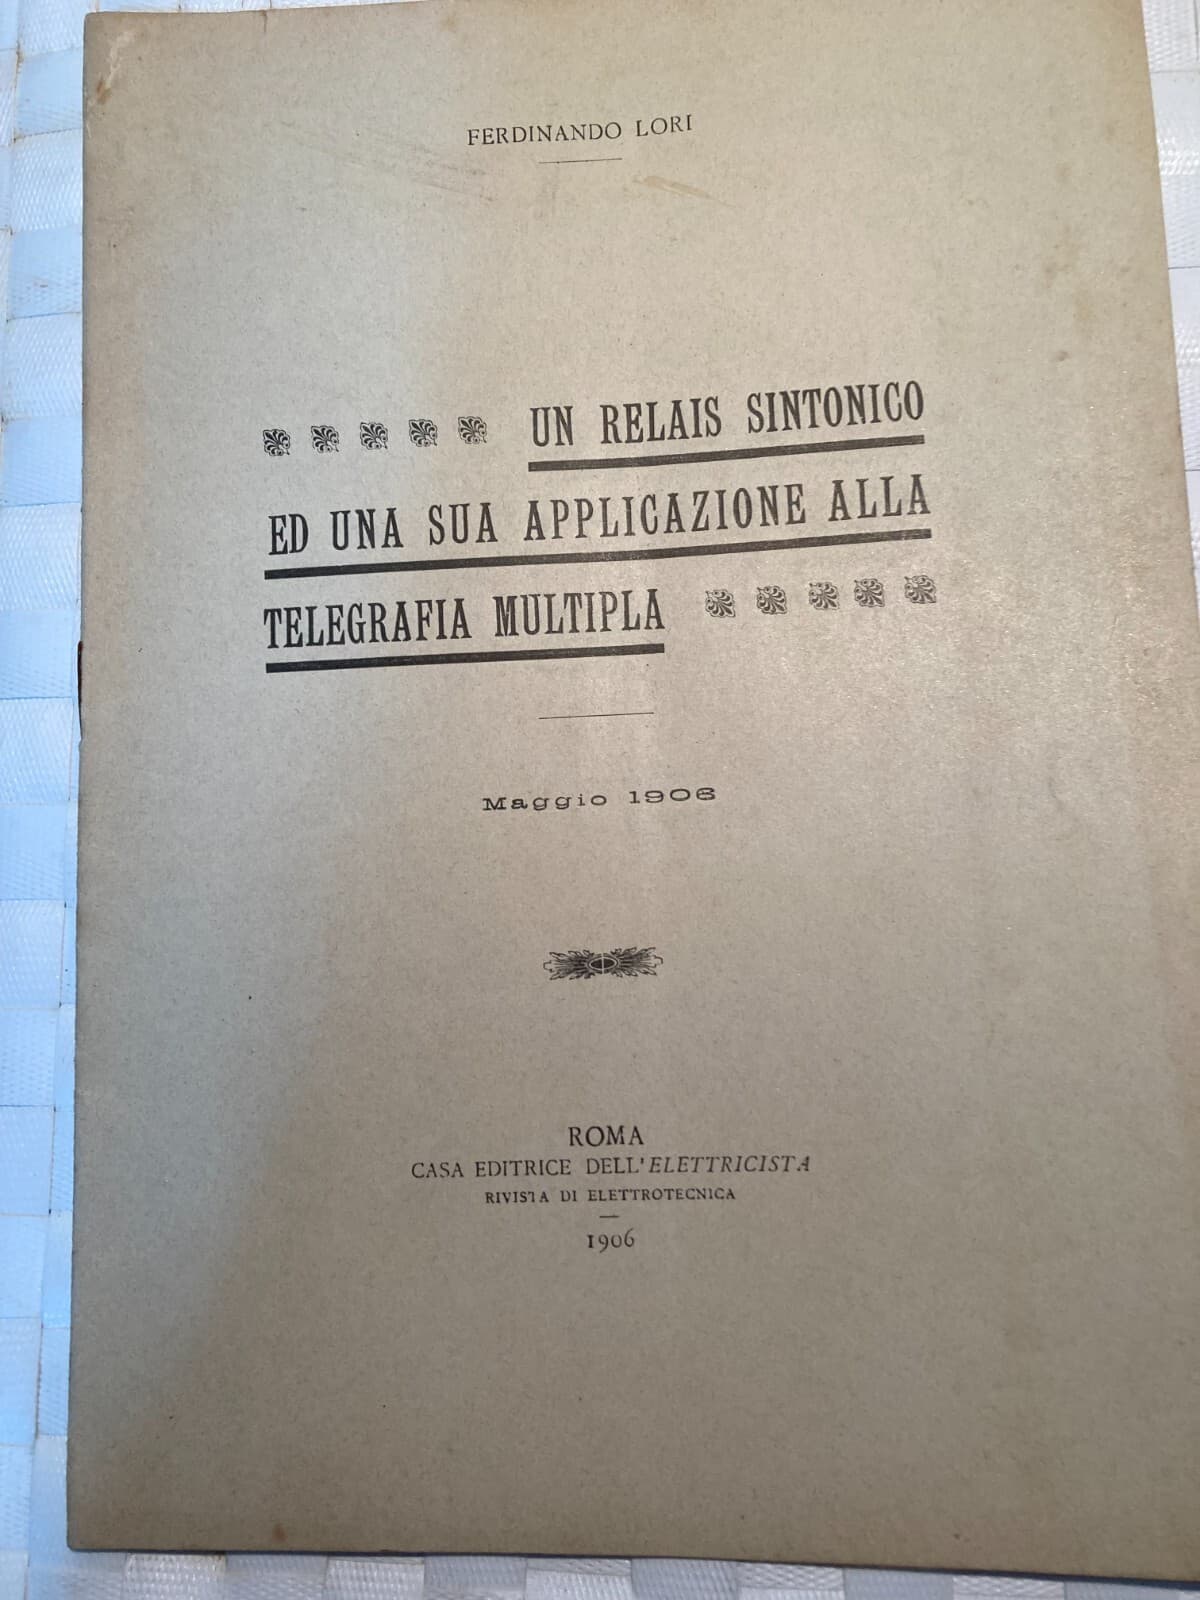 FERDINANDO LORI
UN RELAIS SINTONICO
ED UNA SUA APPLICAZIONE ALLA
TELEGRAFIA MULTIPLA
Maggio 1906
ROMA
CASA EDITRICE DELL'ELETTRICISTA
RIVISTA DI ELETTROTECNICA
1906